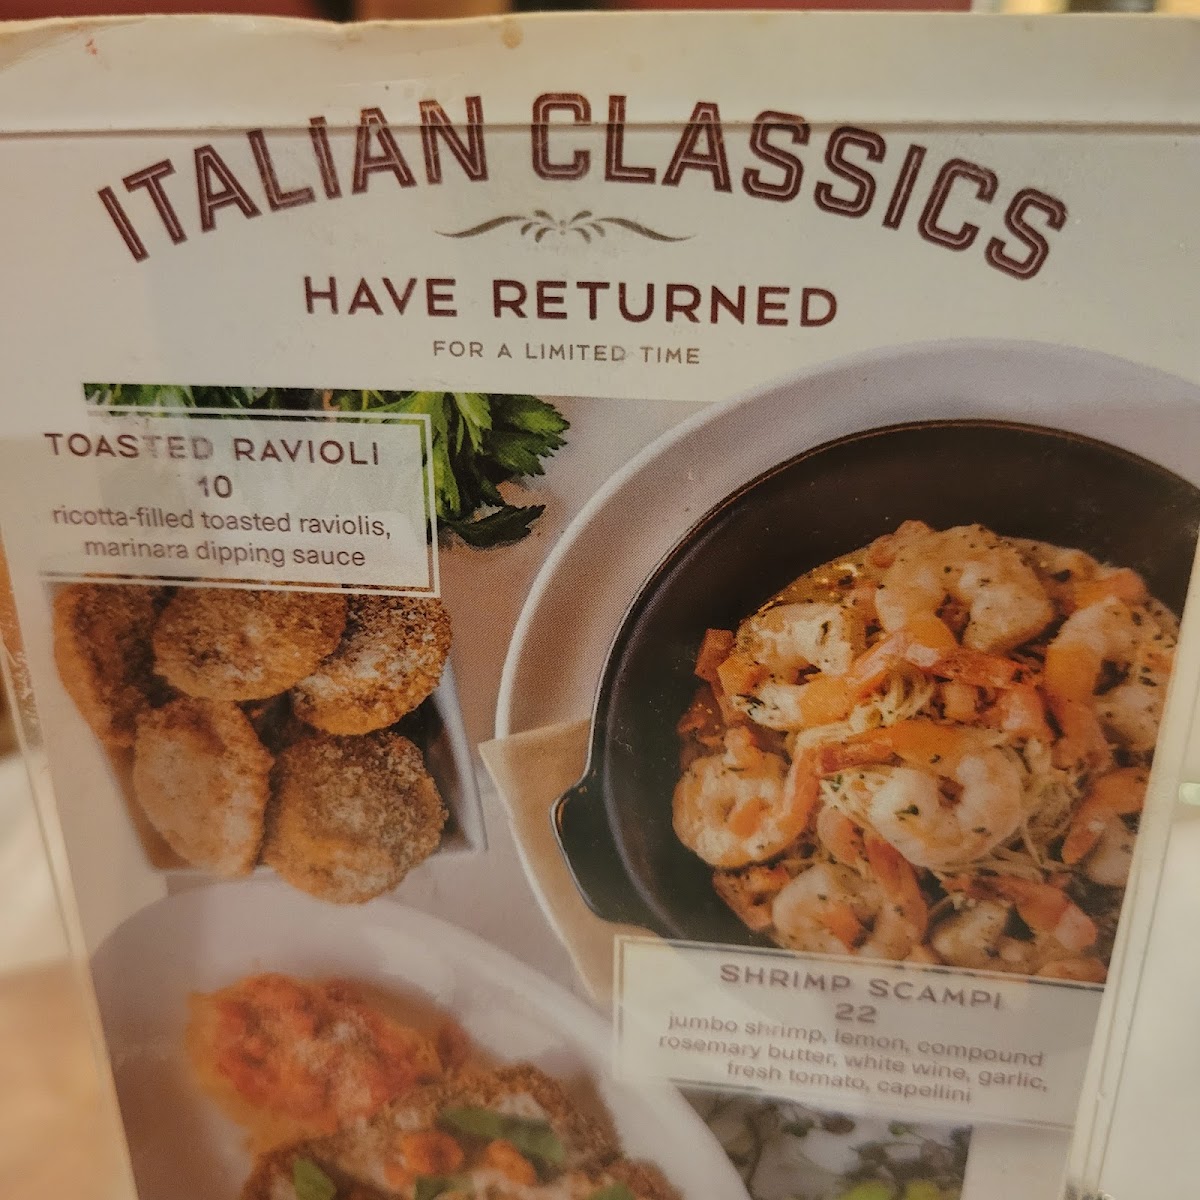 ITALIAN CLASSICS
HAVE RETURNED
FOR A LIMITED TIME
TOASTED RAVIOLI
10
ricotta-filled toasted raviolis,
marinara dipping sauce
SHRIMP SCAMPI
22
jumbo shrimp, lemon, compound
rosemary butter, white wine, garlic,
fresh tomato, capellini